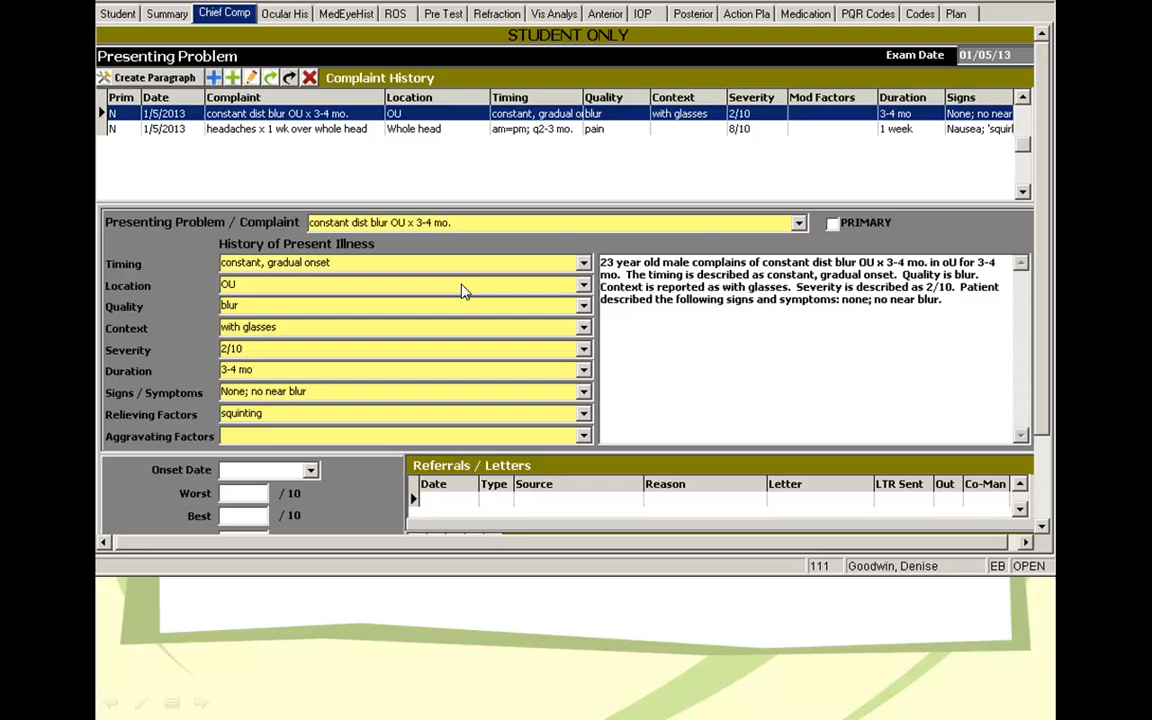 Student Summary Chief Comp Ocular His MedEyeHist ROS Pre Test Refraction Vis Analys Anterior IOP Posterior Action Pla Medication PQR Codes Codes Plan
STUDENT ONLY
Presenting Problem Exam Date 01/05/13
Create Paragraph Complaint History
Prim Date Complaint Location Timing Quality Context Severity Mod Factors Duration Signs
N 1/5/2013 constant dist blur OU x 3-4 mo. OU constant, gradual o blur with glasses 2/10 3-4 mo None; no near
N 1/5/2013 headaches x 1 wk over whole head Whole head am=pm; q2-3 mo. pain 8/10 1 week Nausea; 'squirl
Presenting Problem / Complaint constant dist blur OU x 3-4 mo. PRIMARY
History of Present Illness
Timing constant, gradual onset
Location OU
Quality blur
Context with glasses
Severity 2/10
Duration 3-4 mo
Signs / Symptoms None; no near blur
Relieving Factors squinting
Aggravating Factors
23 year old male complains of constant dist blur OU x 3-4 mo. in oU for 3-4
mo. The timing is described as constant, gradual onset. Quality is blur.
Context is reported as with glasses. Severity is described as 2/10. Patient
described the following signs and symptoms: none; no near blur.
Onset Date
Worst / 10
Best / 10
Referrals / Letters
Date Type Source Reason Letter LTR Sent Out Co-Man
111 Goodwin, Denise EB OPEN